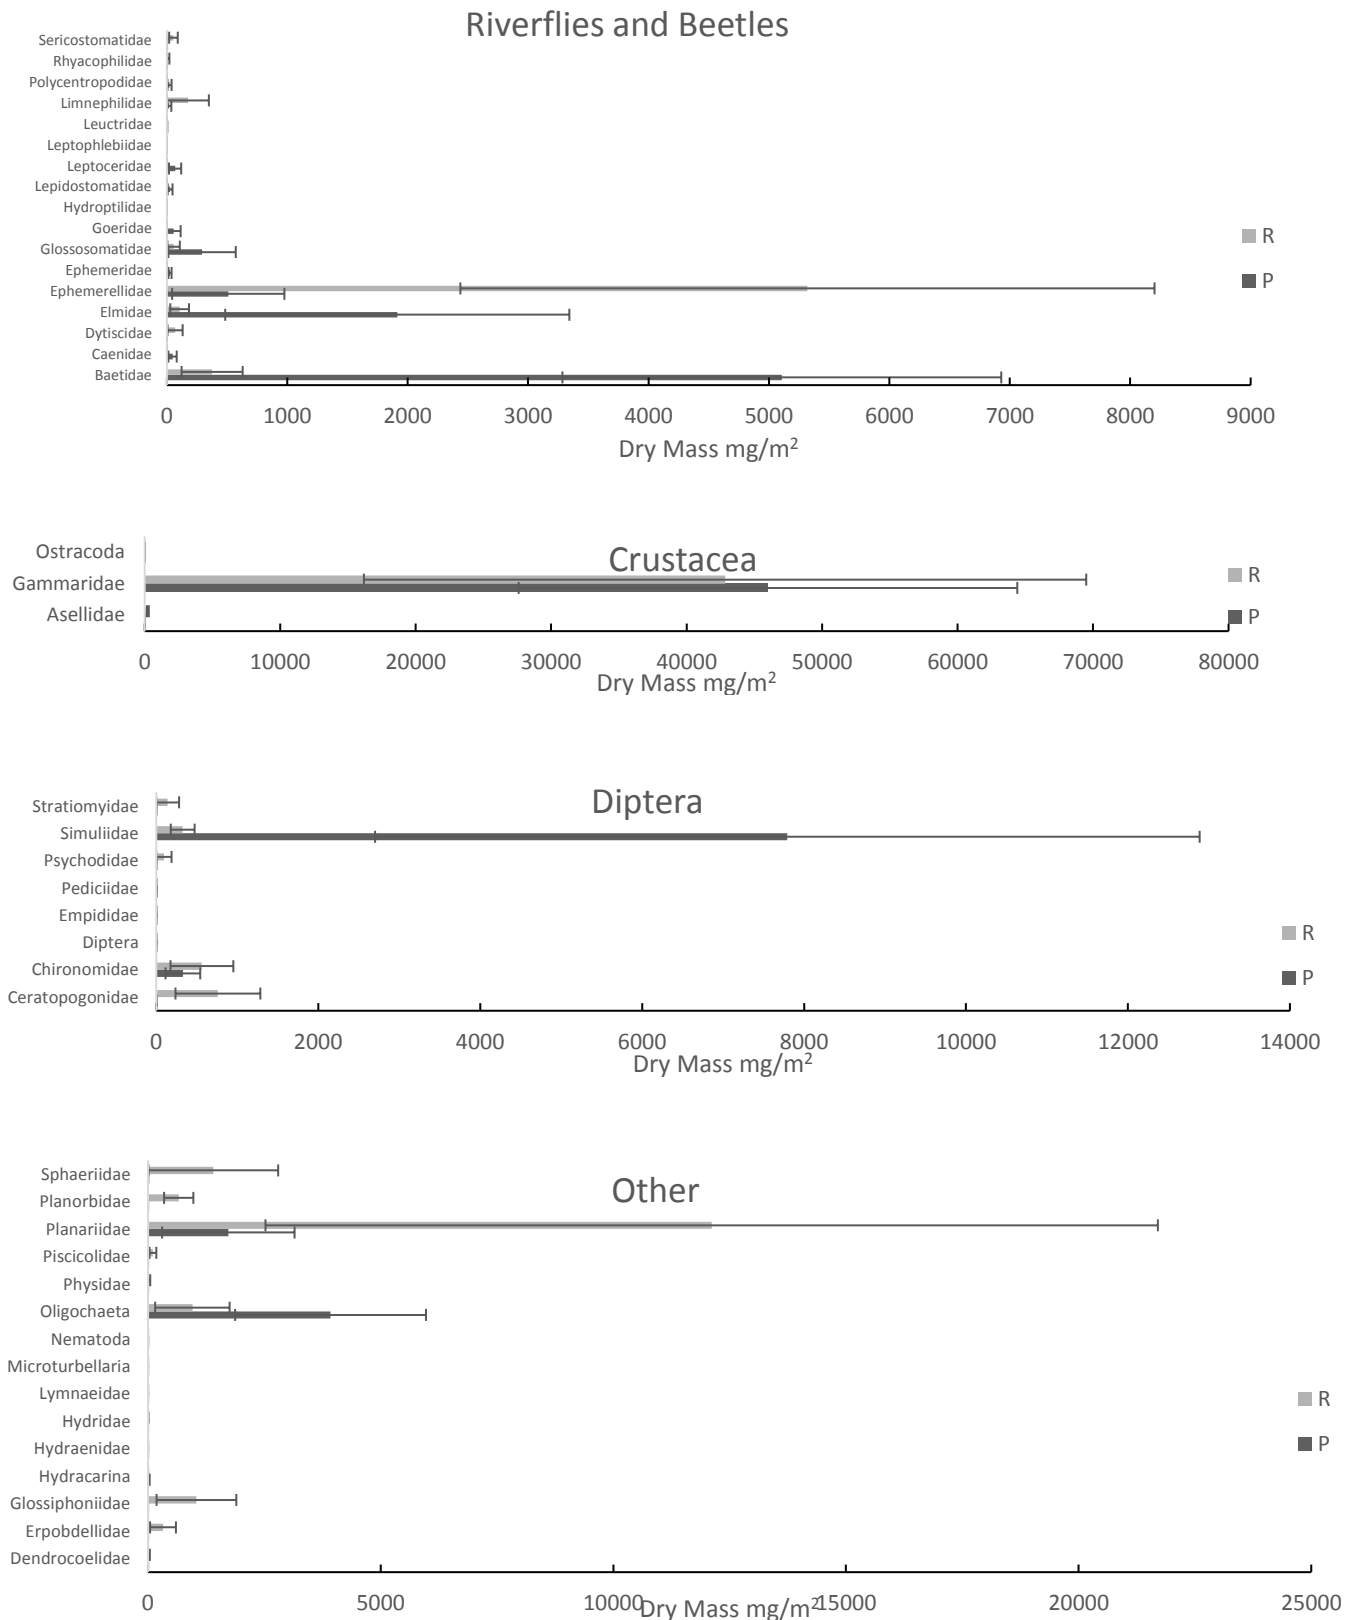 Riverflies and Beetles
Sericostomatidae
Rhyacophilidae
Polycentropodidae
Limnephilidae
Leuctridae
Leptophlebiidae
Leptoceridae
Lepidostomatidae
Hydroptilidae
Goeridae
Glossosomatidae
Ephemeridae
Ephemerellidae
Elmidae
Dytiscidae
Caenidae
Baetidae
R
P
0 1000 2000 3000 4000 5000 6000 7000 8000 9000
Dry Mass mg/m²
Crustacea
Ostracoda
Gammaridae
Asellidae
R
P
0 10000 20000 30000 40000 50000 60000 70000 80000
Dry Mass mg/m²
Diptera
Stratiomyidae
Simuliidae
Psychodidae
Pediciidae
Empididae
Diptera
Chironomidae
Ceratopogonidae
R
P
0 2000 4000 6000 8000 10000 12000 14000
Dry Mass mg/m²
Other
Sphaeriidae
Planorbidae
Planariidae
Piscicolidae
Physidae
Oligochaeta
Nematoda
Microturbellaria
Lymnaeidae
Hydridae
Hydraenidae
Hydracarina
Glossiphoniidae
Erpobdellidae
Dendrocoelidae
R
P
0 5000 10000 15000 20000 25000
Dry Mass mg/m²